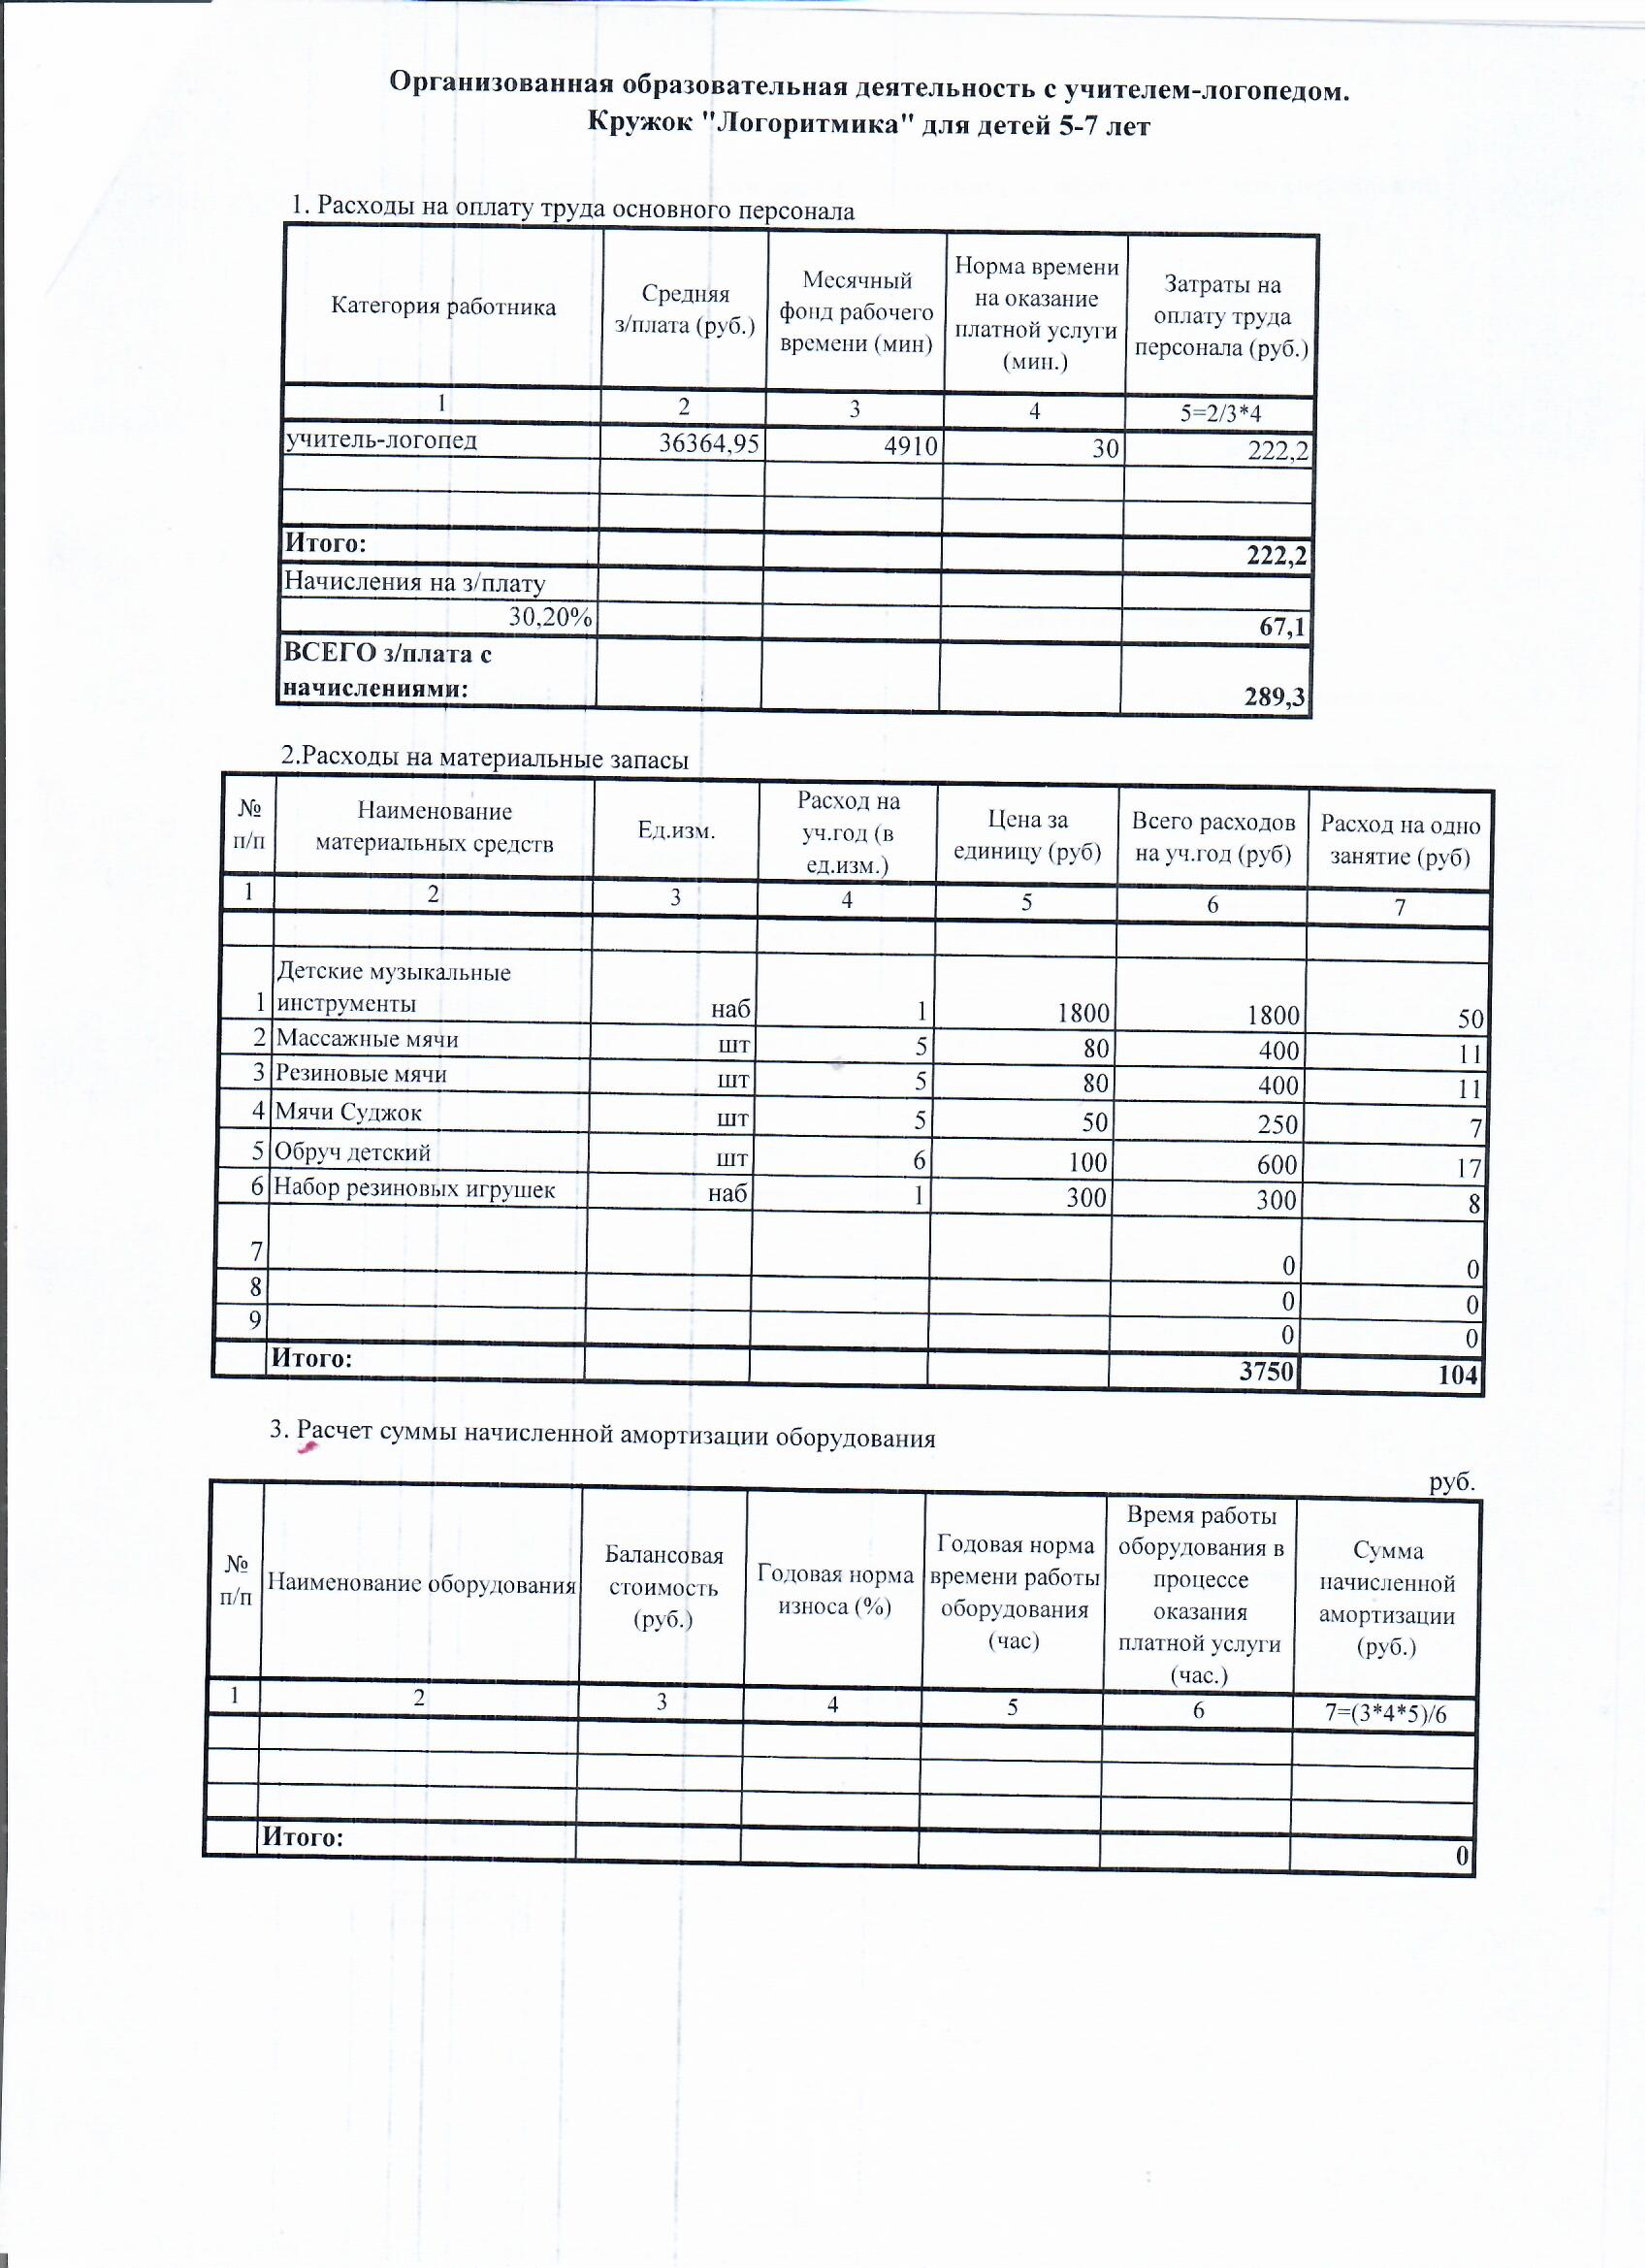 Организованная образовательная деятельность с учителем-логопедом.
Кружок "Логоритмика" для детей 5-7 лет
1. Расходы на оплату труда основного персонала
Категория работника
Средняя
з/плата (руб.)
Месячный
фонд рабочего
времени (мин)
Норма времени
на оказание
платной услуги
(мин.)
Затраты на
оплату труда
персонала (руб.)
1 2 3 4 5=2/3*4
учитель-логопед 36364,95 4910 30 222,2
Итого: 222,2
Начисления на з/плату
30,20% 67,1
ВСЕГО з/плата с
начислениями: 289,3
2.Расходы на материальные запасы
№
п/п
Наименование
материальных средств
Ед.изм.
Расход на
уч.год (в
ед.изм.)
Цена за
единицу (руб)
Всего расходов
на уч.год (руб)
Расход на одно
занятие (руб)
1 2 3 4 5 6 7
Детские музыкальные
1 инструменты наб 1 1800 1800 50
2 Массажные мячи шт 5 80 400 11
3 Резиновые мячи шт 5 80 400 11
4 Мячи Суджок шт 5 50 250 7
5 Обруч детский шт 6 100 600 17
6 Набор резиновых игрушек наб 1 300 300 8
7 0 0
8 0 0
9 0 0
Итого: 3750 104
3. Расчет суммы начисленной амортизации оборудования
руб.
№
п/п
Наименование оборудования
Балансовая
стоимость
(руб.)
Годовая норма
износа (%)
Годовая норма
времени работы
оборудования
(час)
Время работы
оборудования в
процессе
оказания
платной услуги
(час.)
Сумма
начисленной
амортизации
(руб.)
1 2 3 4 5 6 7=(3*4*5)/6
Итого: 0